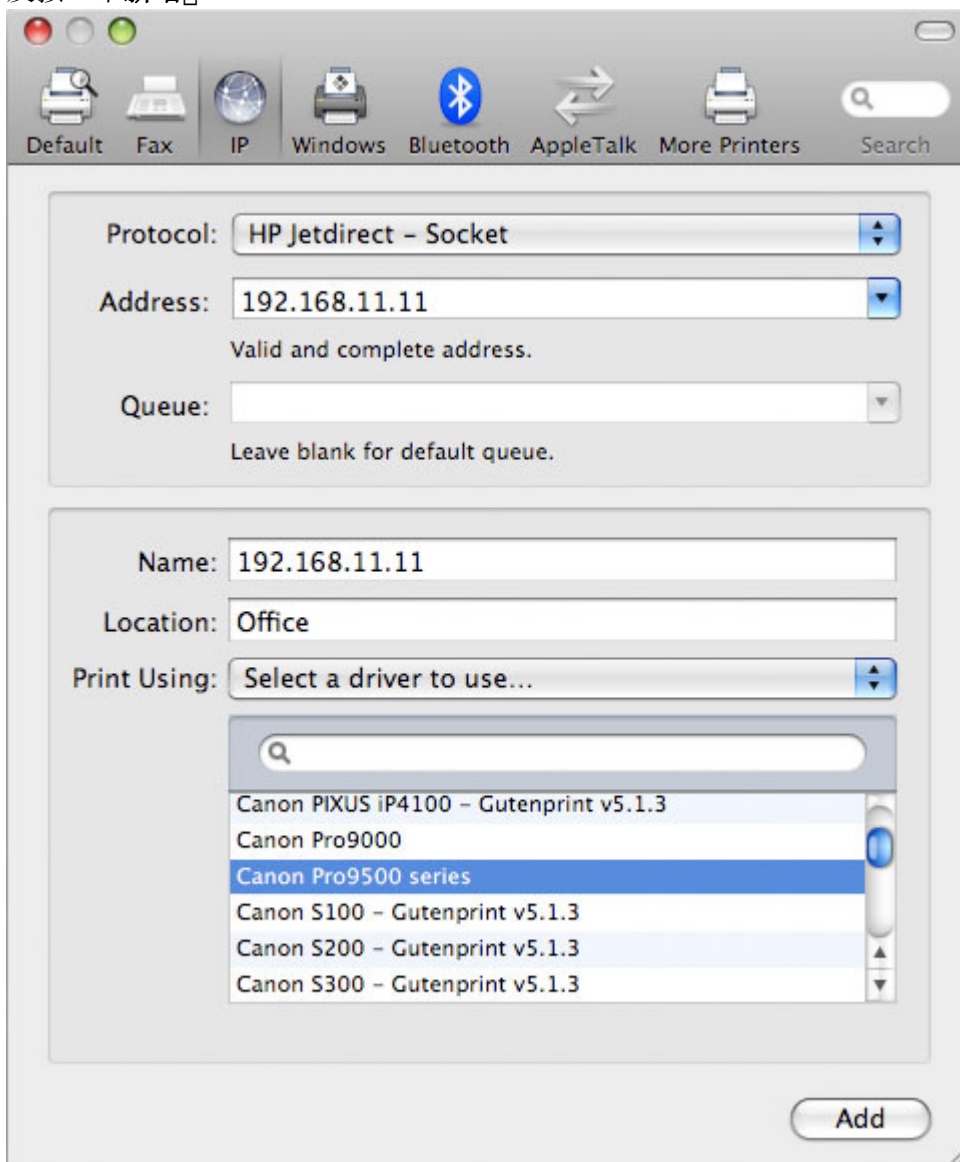 Default Fax IP Windows Bluetooth AppleTalk More Printers Search
Protocol: HP Jetdirect – Socket
Address: 192.168.11.11
Valid and complete address.
Queue:
Leave blank for default queue.
Name: 192.168.11.11
Location: Office
Print Using: Select a driver to use...
Canon PIXUS iP4100 – Gutenprint v5.1.3
Canon Pro9000
Canon Pro9500 series
Canon S100 – Gutenprint v5.1.3
Canon S200 – Gutenprint v5.1.3
Canon S300 – Gutenprint v5.1.3
Add